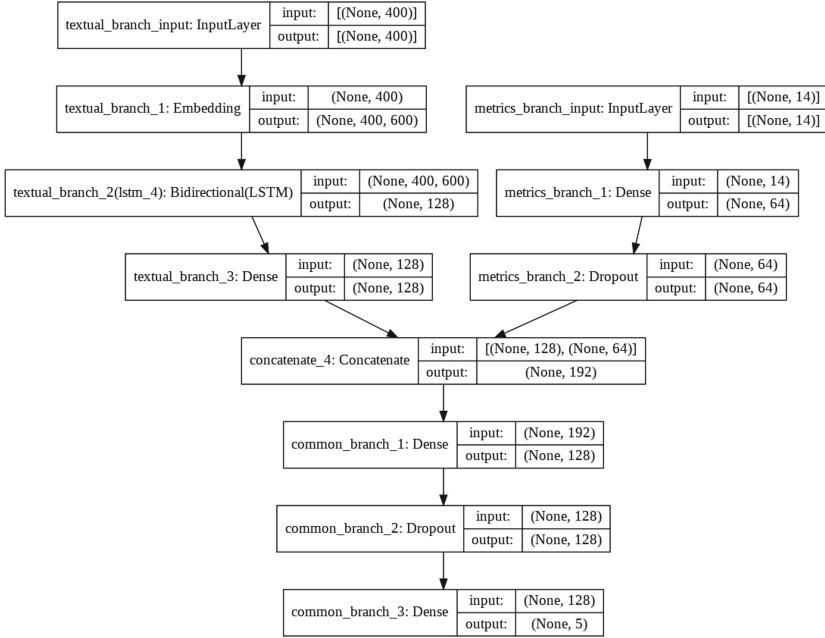 textual_branch_input: InputLayer
input: [(None, 400)]
output: [(None, 400)]
textual_branch_1: Embedding
input: (None, 400)
output: (None, 400, 600)
metrics_branch_input: InputLayer
input: [(None, 14)]
output: [(None, 14)]
textual_branch_2(lstm_4): Bidirectional(LSTM)
input: (None, 400, 600)
output: (None, 128)
metrics_branch_1: Dense
input: (None, 14)
output: (None, 64)
textual_branch_3: Dense
input: (None, 128)
output: (None, 128)
metrics_branch_2: Dropout
input: (None, 64)
output: (None, 64)
concatenate_4: Concatenate
input: [(None, 128), (None, 64)]
output: (None, 192)
common_branch_1: Dense
input: (None, 192)
output: (None, 128)
common_branch_2: Dropout
input: (None, 128)
output: (None, 128)
common_branch_3: Dense
input: (None, 128)
output: (None, 5)